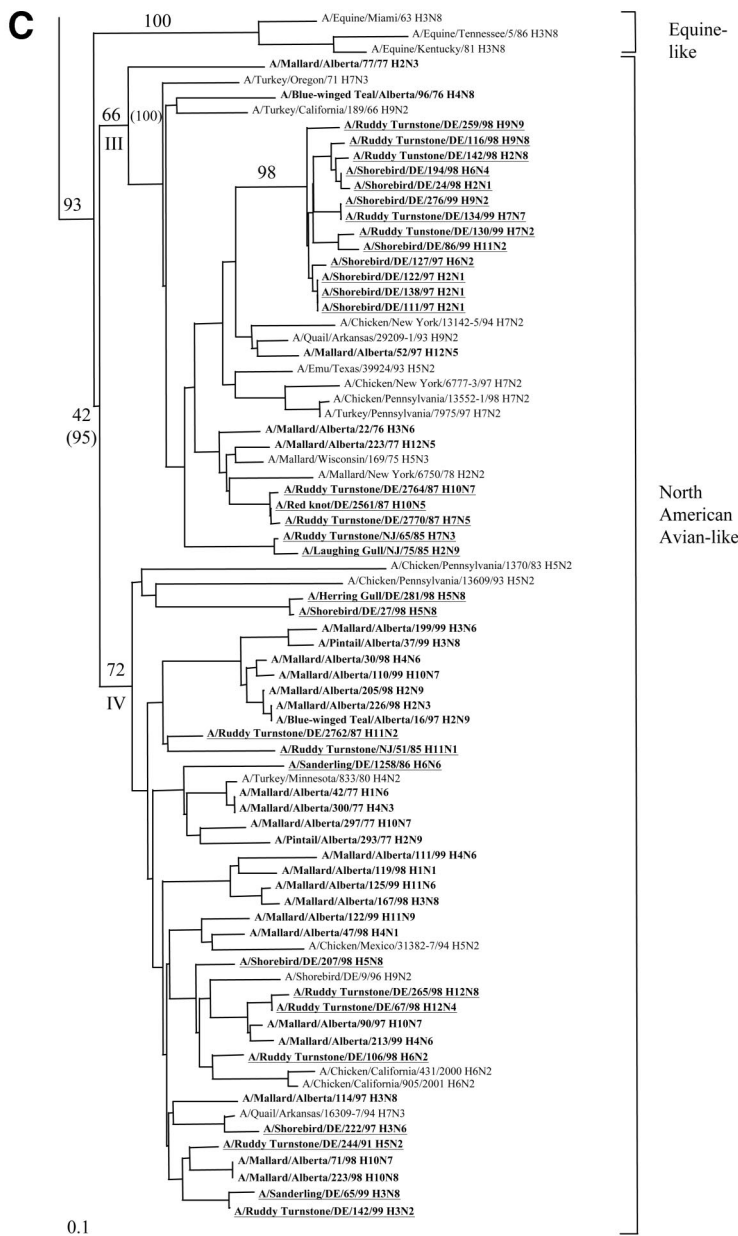 C
100
A/Equine/Miami/63 H3N8
A/Equine/Tennessee/5/86 H3N8
A/Equine/Kentucky/81 H3N8
Equine-
like
A/Mallard/Alberta/77/77 H2N3
A/Turkey/Oregon/71 H7N3
A/Blue-winged Teal/Alberta/96/76 H4N8
66
(100)
III
A/Turkey/California/189/66 H9N2
A/Ruddy Turnstone/DE/259/98 H9N9
A/Ruddy Turnstone/DE/116/98 H9N8
A/Ruddy Tunstone/DE/142/98 H2N8
98
A/Shorebird/DE/194/98 H6N4
A/Shorebird/DE/24/98 H2N1
A/Shorebird/DE/276/99 H9N2
93
A/Ruddy Turnstone/DE/134/99 H7N7
A/Ruddy Tunstone/DE/130/99 H7N2
A/Shorebird/DE/86/99 H11N2
A/Shorebird/DE/127/97 H6N2
A/Shorebird/DE/122/97 H2N1
A/Shorebird/DE/138/97 H2N1
A/Shorebird/DE/111/97 H2N1
A/Chicken/New York/13142-5/94 H7N2
A/Quail/Arkansas/29209-1/93 H9N2
A/Mallard/Alberta/52/97 H12N5
A/Emu/Texas/39924/93 H5N2
A/Chicken/New York/6777-3/97 H7N2
A/Chicken/Pennsylvania/13552-1/98 H7N2
A/Turkey/Pennsylvania/7975/97 H7N2
42
(95)
A/Mallard/Alberta/22/76 H3N6
A/Mallard/Alberta/223/77 H12N5
A/Mallard/Wisconsin/169/75 H5N3
A/Mallard/New York/6750/78 H2N2
A/Ruddy Turnstone/DE/2764/87 H10N7
A/Red knot/DE/2561/87 H10N5
A/Ruddy Turnstone/DE/2770/87 H7N5
A/Ruddy Turnstone/NJ/65/85 H7N3
A/Laughing Gull/NJ/75/85 H2N9
North
American
Avian-like
A/Chicken/Pennsylvania/1370/83 H5N2
A/Chicken/Pennsylvania/13609/93 H5N2
A/Herring Gull/DE/281/98 H5N8
A/Shorebird/DE/27/98 H5N8
A/Mallard/Alberta/199/99 H3N6
A/Pintail/Alberta/37/99 H3N8
A/Mallard/Alberta/30/98 H4N6
72
IV
A/Mallard/Alberta/110/99 H10N7
A/Mallard/Alberta/205/98 H2N9
A/Mallard/Alberta/226/98 H2N3
A/Blue-winged Teal/Alberta/16/97 H2N9
A/Ruddy Turnstone/DE/2762/87 H11N2
A/Ruddy Turnstone/NJ/51/85 H11N1
A/Sanderling/DE/1258/86 H6N6
A/Turkey/Minnesota/833/80 H4N2
A/Mallard/Alberta/42/77 H1N6
A/Mallard/Alberta/300/77 H4N3
A/Mallard/Alberta/297/77 H10N7
A/Pintail/Alberta/293/77 H2N9
A/Mallard/Alberta/111/99 H4N6
A/Mallard/Alberta/119/98 H1N1
A/Mallard/Alberta/125/99 H11N6
A/Mallard/Alberta/167/98 H3N8
A/Mallard/Alberta/122/99 H11N9
A/Mallard/Alberta/47/98 H4N1
A/Chicken/Mexico/31382-7/94 H5N2
A/Shorebird/DE/207/98 H5N8
A/Shorebird/DE/9/96 H9N2
A/Ruddy Turnstone/DE/265/98 H12N8
A/Ruddy Turnstone/DE/67/98 H12N4
A/Mallard/Alberta/90/97 H10N7
A/Mallard/Alberta/213/99 H4N6
A/Ruddy Turnstone/DE/106/98 H6N2
A/Chicken/California/431/2000 H6N2
A/Chicken/California/905/2001 H6N2
A/Mallard/Alberta/114/97 H3N8
A/Quail/Arkansas/16309-7/94 H7N3
A/Shorebird/DE/222/97 H3N6
A/Ruddy Turnstone/DE/244/91 H5N2
A/Mallard/Alberta/71/98 H10N7
A/Mallard/Alberta/223/98 H10N8
A/Sanderling/DE/65/99 H3N8
A/Ruddy Turnstone/DE/142/99 H3N2
0.1